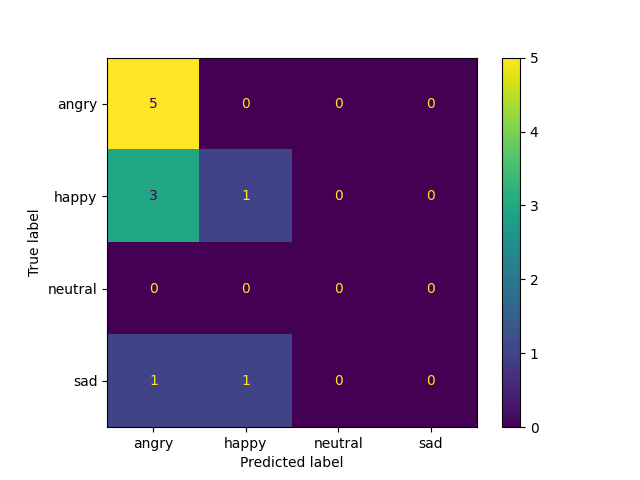 angry 5 0 0 0
happy 3 1 0 0
neutral 0 0 0 0
sad 1 1 0 0
angry happy neutral sad
Predicted label
True label
5
4
3
2
1
0